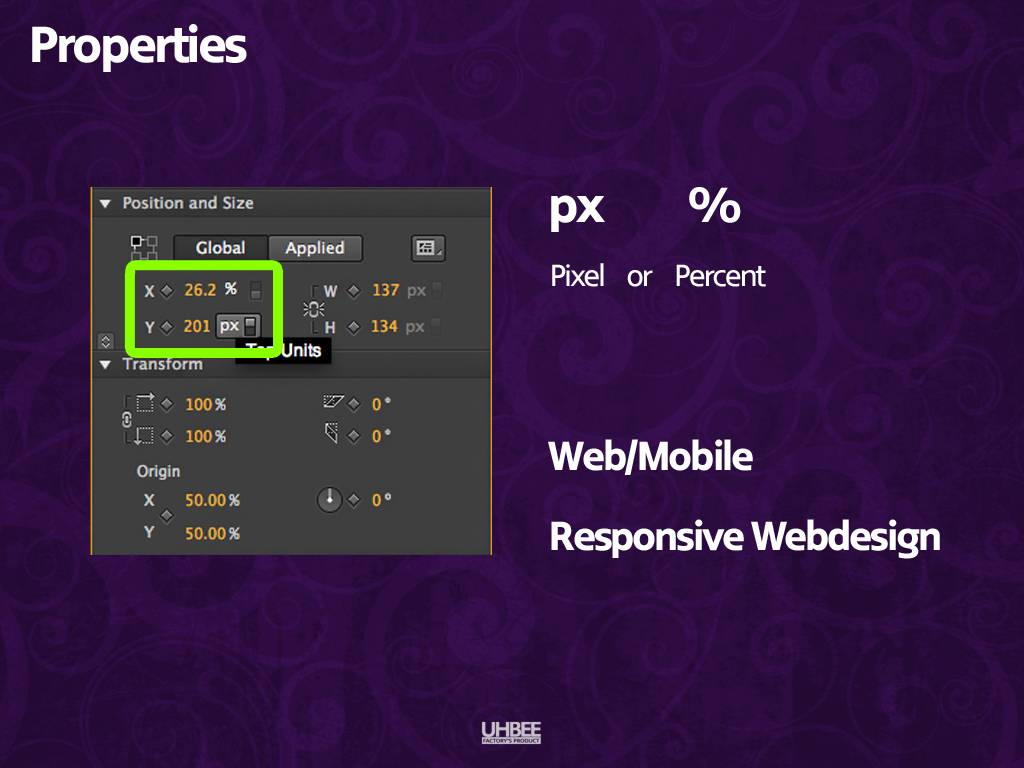 Properties
Position and Size
Global Applied
X 26.2 % W 137 px
Y 201 px H 134 px
Top Units
Transform
100% 0°
100% 0°
Origin
X 50.00% 0°
Y 50.00%
px %
Pixel or Percent
Web/Mobile
Responsive Webdesign
UHBEE
FACTORY'S PRODUCT